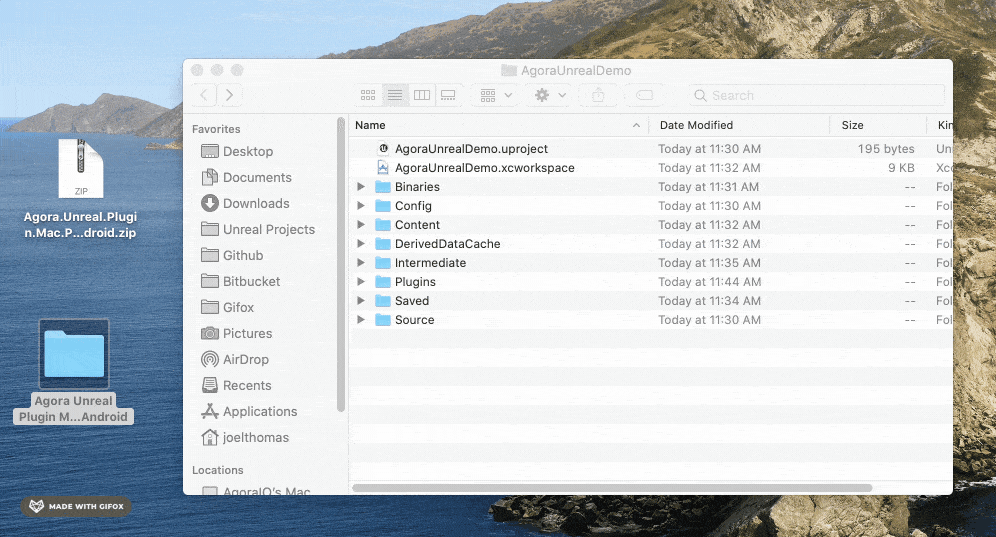 AgoraUnrealDemo
Search
ZIP
Agora.Unreal.Plugi
n.Mac.P...droid.zip
Agora Unreal
Plugin M...Android
MADE WITH GIFOX
Favorites
Desktop
Documents
Downloads
Unreal Projects
Github
Bitbucket
Gifox
Pictures
AirDrop
Recents
Applications
joelthomas
Locations
AgoraIO's Mac
Name Date Modified Size Kin
AgoraUnrealDemo.uproject Today at 11:30 AM 195 bytes Un
AgoraUnrealDemo.xcworkspace Today at 11:32 AM 9 KB Xc
Binaries Today at 11:31 AM -- Fol
Config Today at 11:30 AM -- Fol
Content Today at 11:32 AM -- Fol
DerivedDataCache Today at 11:32 AM -- Fol
Intermediate Today at 11:35 AM -- Fol
Plugins Today at 11:44 AM -- Fol
Saved Today at 11:34 AM -- Fol
Source Today at 11:30 AM -- Fol